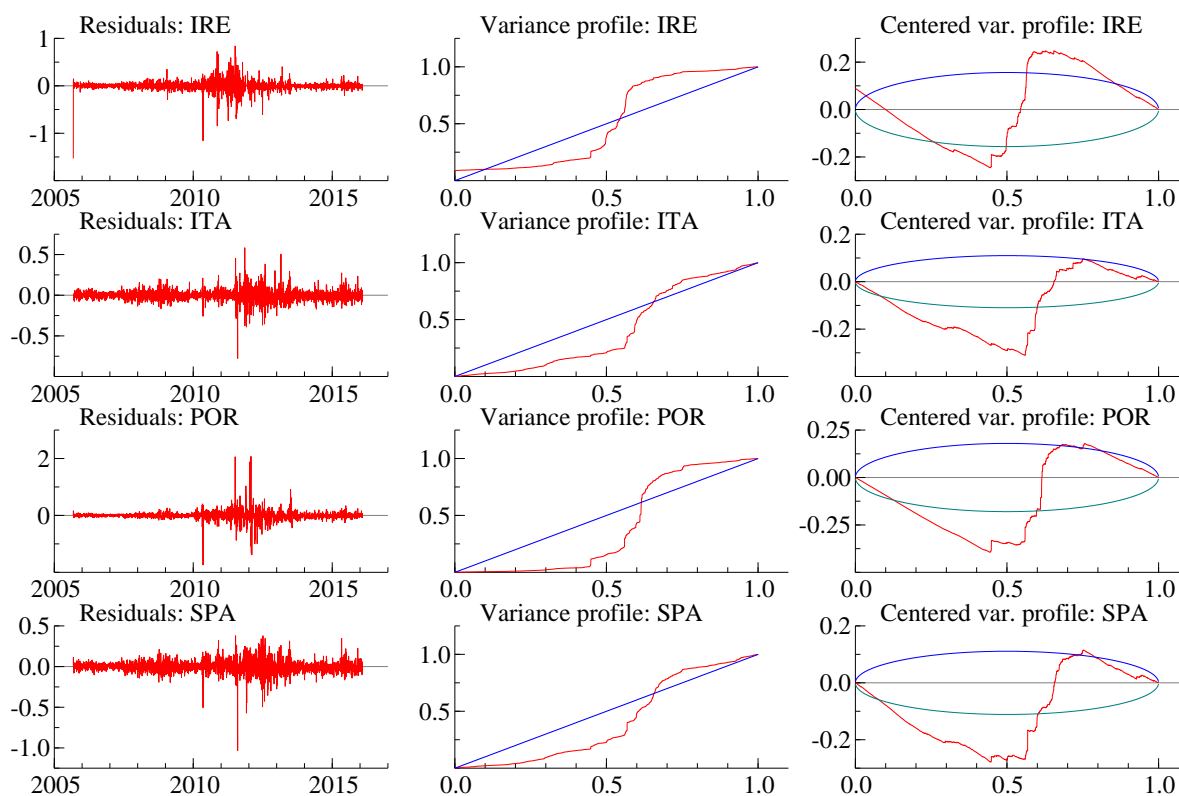 Residuals: IRE
Variance profile: IRE
Centered var. profile: IRE
1
0
-1
2005 2010 2015
1.0
0.5
0.0 0.5 1.0
0.2
0.0
-0.2
0.0 0.5 1.0
Residuals: ITA
Variance profile: ITA
Centered var. profile: ITA
0.5
0.0
-0.5
2005 2010 2015
1.0
0.5
0.0 0.5 1.0
0.2
0.0
-0.2
0.0 0.5 1.0
Residuals: POR
Variance profile: POR
Centered var. profile: POR
2
0
2005 2010 2015
1.0
0.5
0.0 0.5 1.0
0.25
0.00
-0.25
0.0 0.5 1.0
Residuals: SPA
Variance profile: SPA
Centered var. profile: SPA
0.5
0.0
-0.5
-1.0
2005 2010 2015
1.0
0.5
0.0 0.5 1.0
0.2
0.0
-0.2
0.0 0.5 1.0